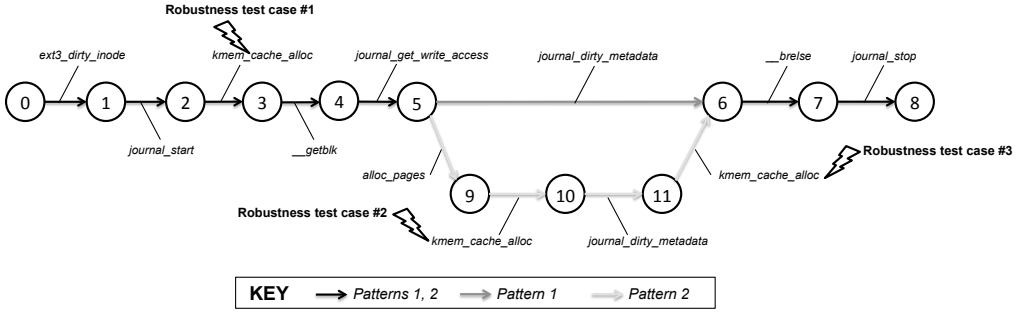 Robustness test case #1
ext3_dirty_inode
kmem_cache_alloc
journal_get_write_access
journal_dirty_metadata
__brelse
journal_stop
0
1
2
3
4
5
6
7
8
journal_start
__getblk
alloc_pages
kmem_cache_alloc
Robustness test case #3
9
10
11
Robustness test case #2
kmem_cache_alloc
journal_dirty_metadata
KEY
Patterns 1, 2
Pattern 1
Pattern 2